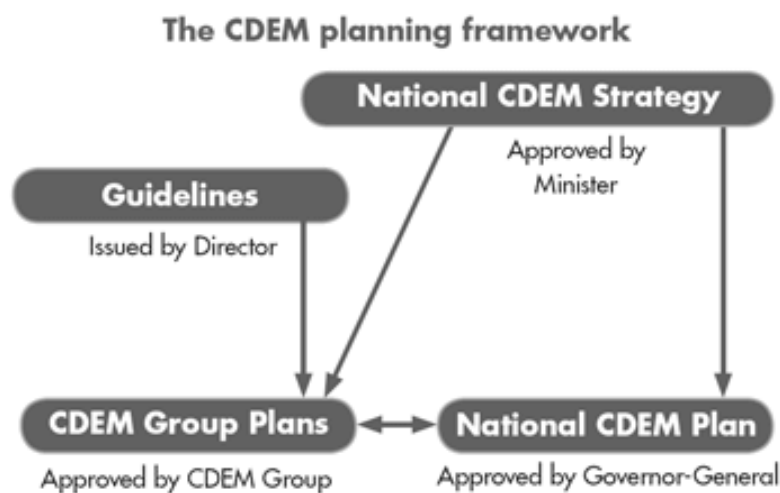 The CDEM planning framework
National CDEM Strategy
Approved by
Minister
Guidelines
Issued by Director
CDEM Group Plans
Approved by CDEM Group
National CDEM Plan
Approved by Governor-General